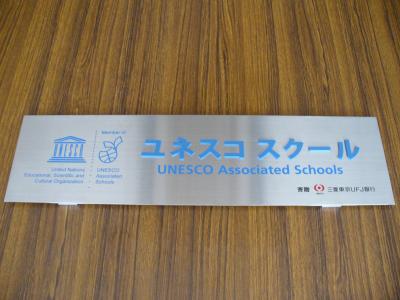 UNESCO
United Nations
Educational, Scientific and
Cultural Organization
Member of
UNESCO
Associated
Schools
ユネスコ スクール
UNESCO Associated Schools
寄贈 三菱東京UFJ銀行